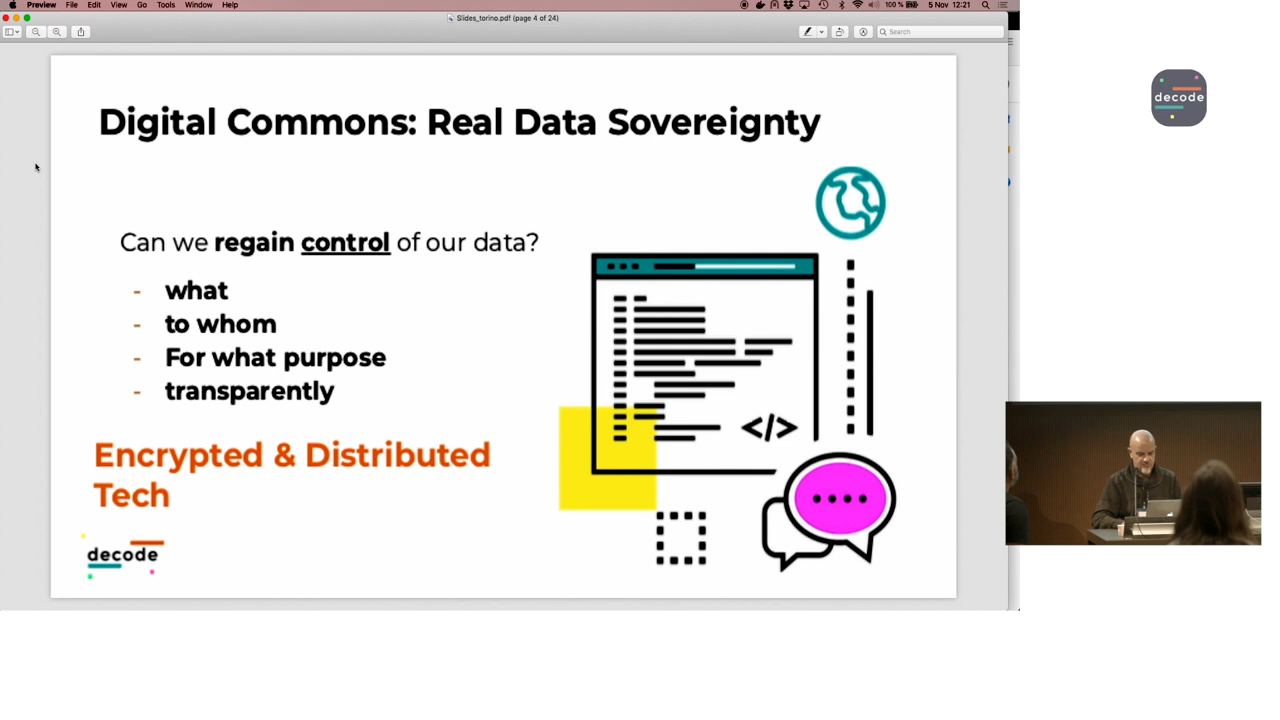 Preview File Edit View Go Tools Window Help
100 % 5 Nov 12:21
Slides_torino.pdf (page 4 of 24)
Search
Digital Commons: Real Data Sovereignty
decode
Can we regain control of our data?
- what
- to whom
- For what purpose
- transparently
</>
Encrypted & Distributed
Tech
decode